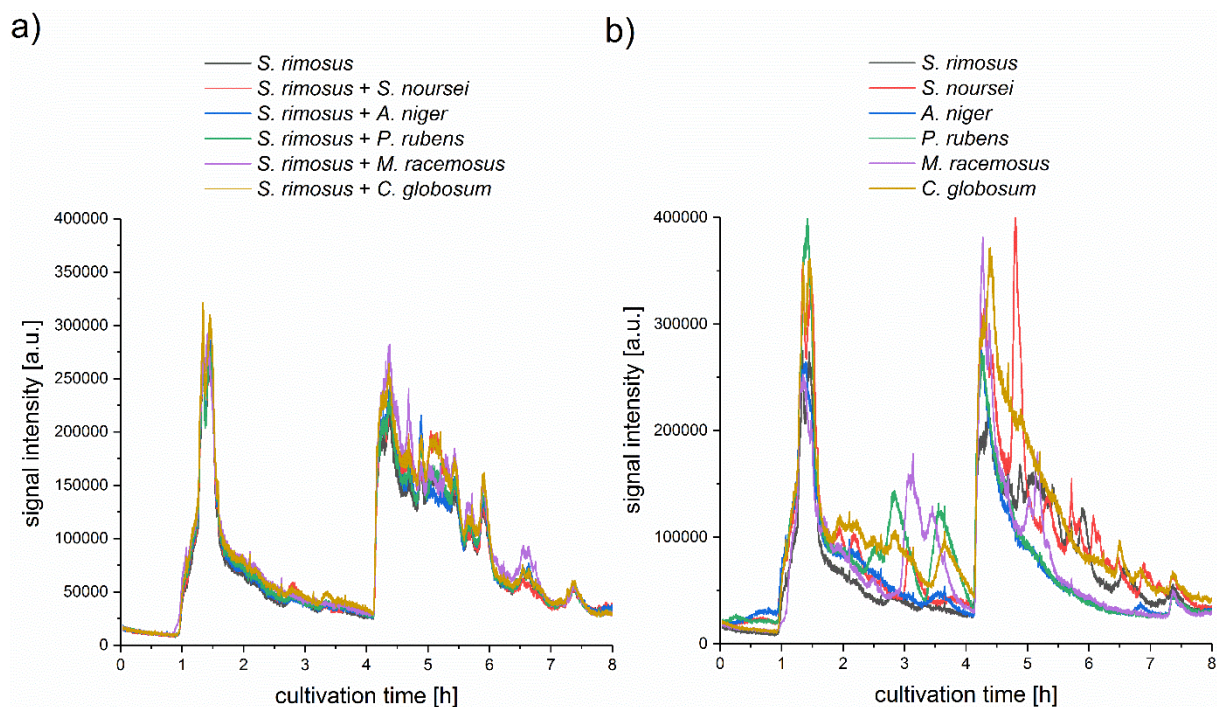 a)
S. rimosus
S. rimosus + S. noursei
S. rimosus + A. niger
S. rimosus + P. rubens
S. rimosus + M. racemosus
S. rimosus + C. globosum
400000
350000
300000
250000
200000
150000
100000
50000
0
signal intensity [a.u.]
0 1 2 3 4 5 6 7 8
cultivation time [h]
b)
S. rimosus
S. noursei
A. niger
P. rubens
M. racemosus
C. globosum
400000
300000
200000
100000
0
signal intensity [a.u.]
0 1 2 3 4 5 6 7 8
cultivation time [h]